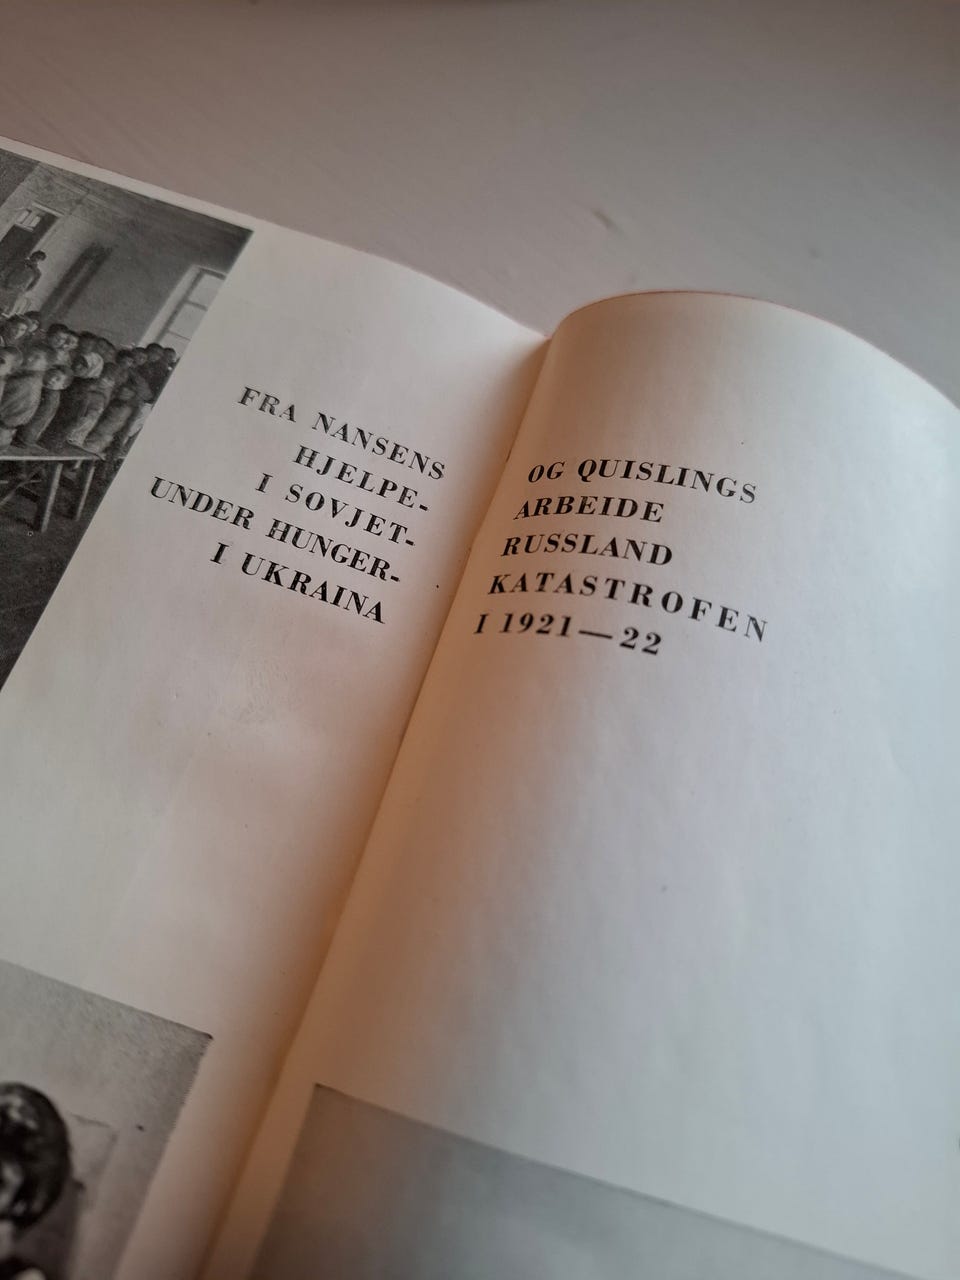 FRA NANSENS OG QUISLINGS
HJELPE- ARBEIDE
I SOVJET- RUSSLAND
UNDER HUNGER- KATASTROFEN
I UKRAINA I 1921—22